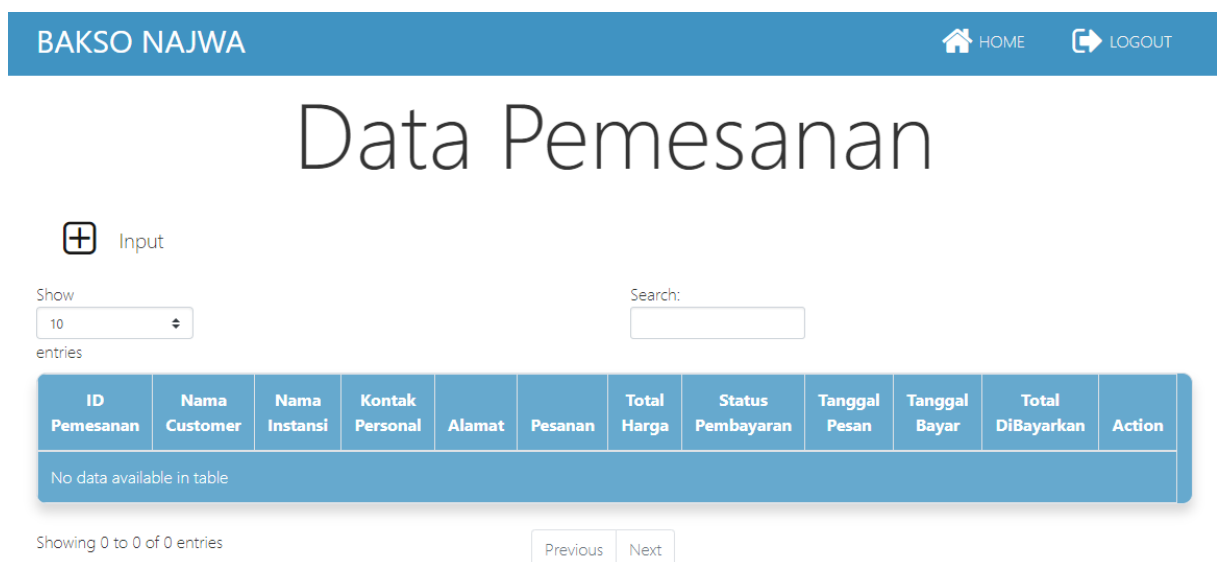 BAKSO NAJWA HOME LOGOUT
Data Pemesanan
Input
Show Search:
10
entries
ID Pemesanan Nama Customer Nama Instansi Kontak Personal Alamat Pesanan Total Harga Status Pembayaran Tanggal Pesan Tanggal Bayar Total DiBayarkan Action
No data available in table
Showing 0 to 0 of 0 entries Previous Next